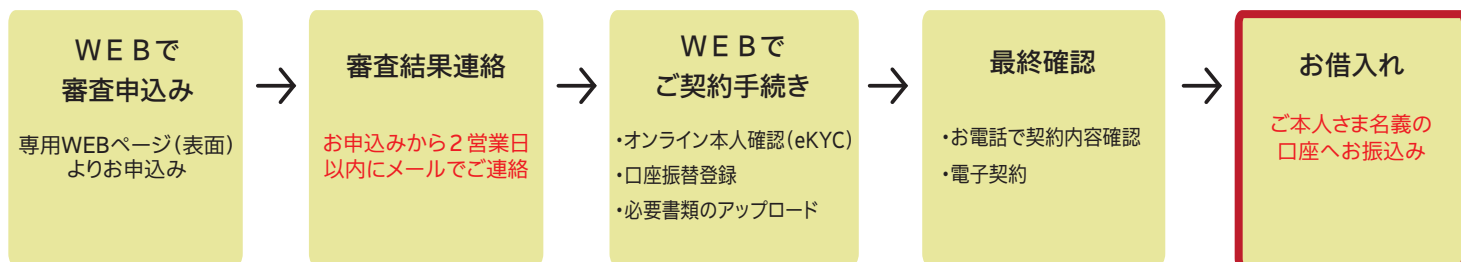 ＷＥＢで
審査申込み
専用WEBページ(表面)
よりお申込み
→
審査結果連絡
お申込みから２営業日
以内にメールでご連絡
→
ＷＥＢで
ご契約手続き
・オンライン本人確認(eKYC)
・口座振替登録
・必要書類のアップロード
→
最終確認
・お電話で契約内容確認
・電子契約
→
お借入れ
ご本人さま名義の
口座へお振込み